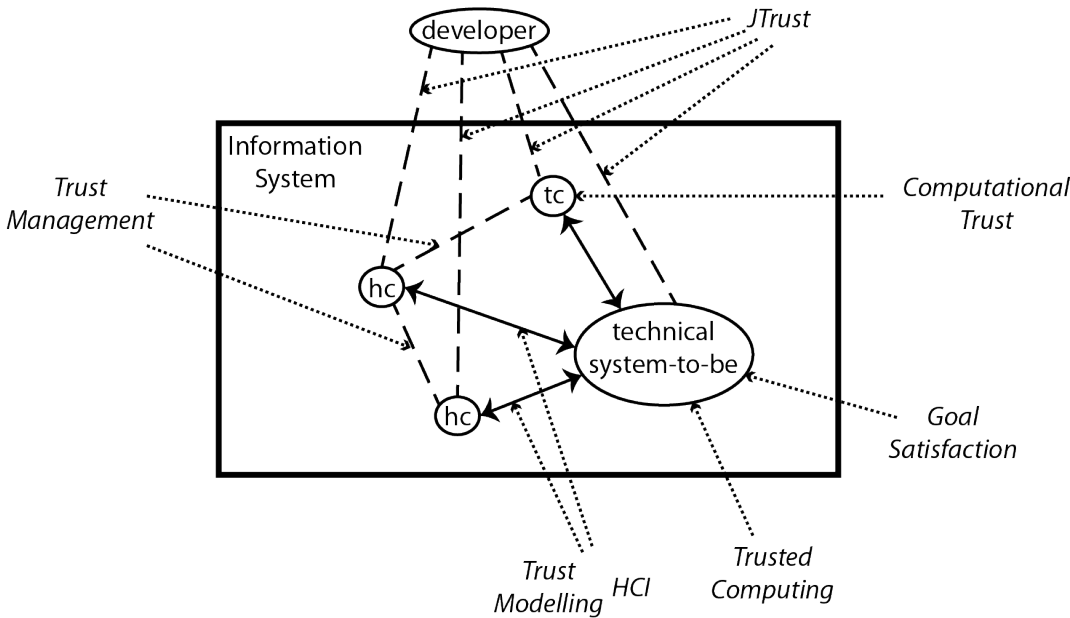 developer
JTrust
Information
System
Trust
Management
tc
Computational
Trust
hc
technical
system-to-be
hc
Goal
Satisfaction
Trust
Modelling
HCI
Trusted
Computing